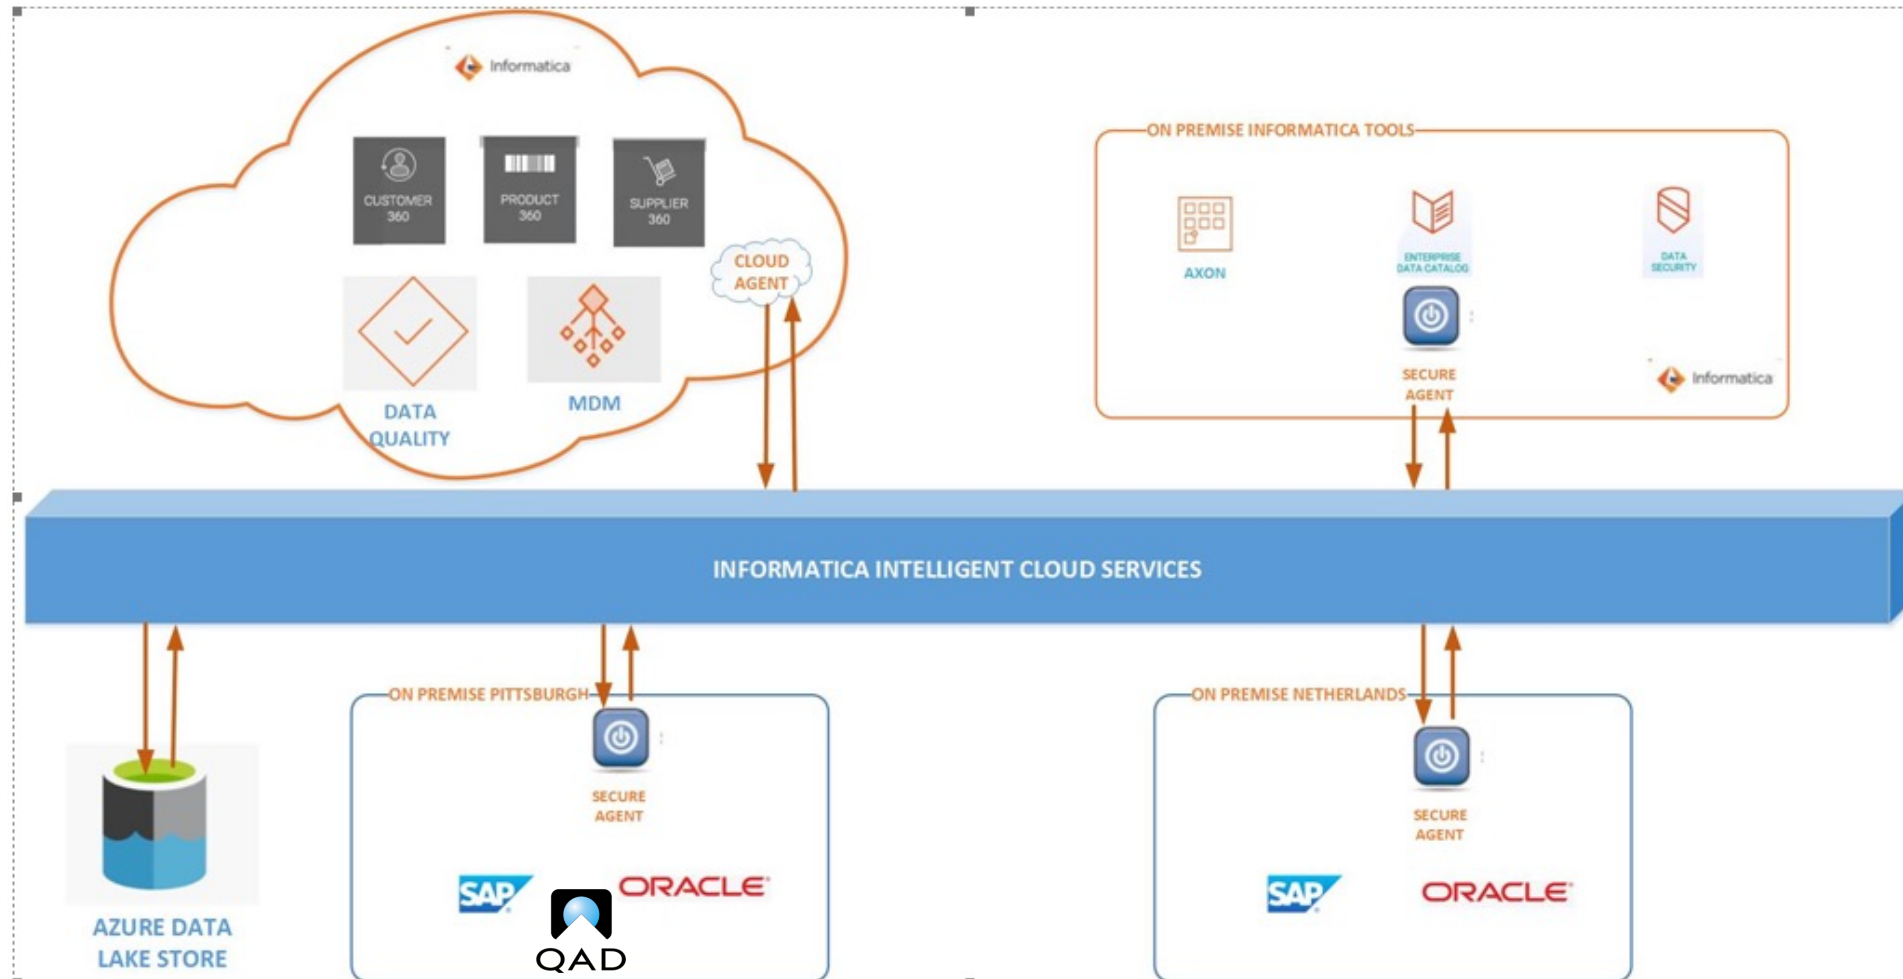 Informatica
CUSTOMER
360
PRODUCT
360
SUPPLIER
360
CLOUD
AGENT
DATA
QUALITY
MDM
ON PREMISE INFORMATICA TOOLS
AXON
ENTERPRISE
DATA CATALOG
DATA
SECURITY
SECURE
AGENT
Informatica
INFORMATICA INTELLIGENT CLOUD SERVICES
AZURE DATA
LAKE STORE
ON PREMISE PITTSBURGH
SECURE
AGENT
SAP
ORACLE
QAD
ON PREMISE NETHERLANDS
SECURE
AGENT
SAP
ORACLE